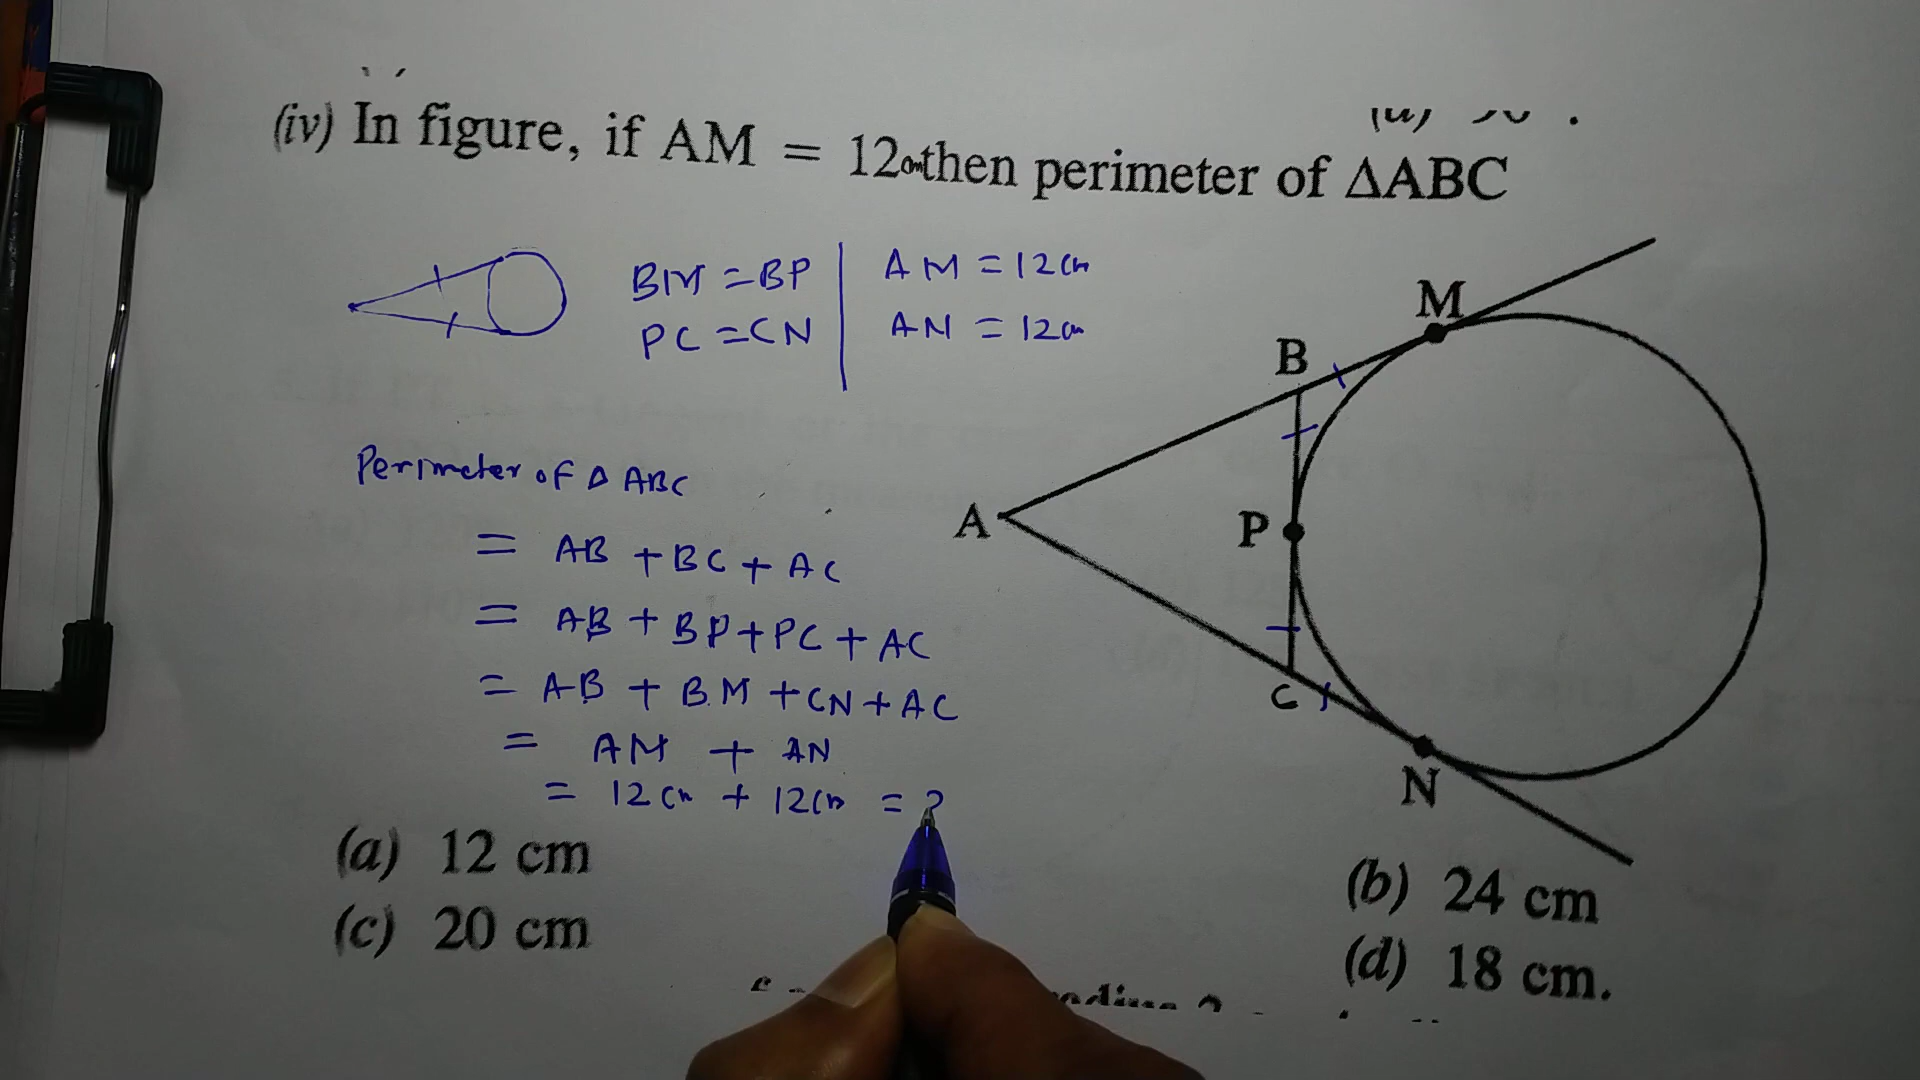 (iv) In figure, if AM = 12cm then perimeter of ΔABC
BM = BP
PC = CN
AM = 12cm
AN = 12cm
M
B
A
P
C
N
Perimeter of Δ ABC
= AB + BC + AC
= AB + BP + PC + AC
= AB + BM + CN + AC
= AM + AN
= 12cm + 12cm = ?
(a) 12 cm
(b) 24 cm
(c) 20 cm
(d) 18 cm.